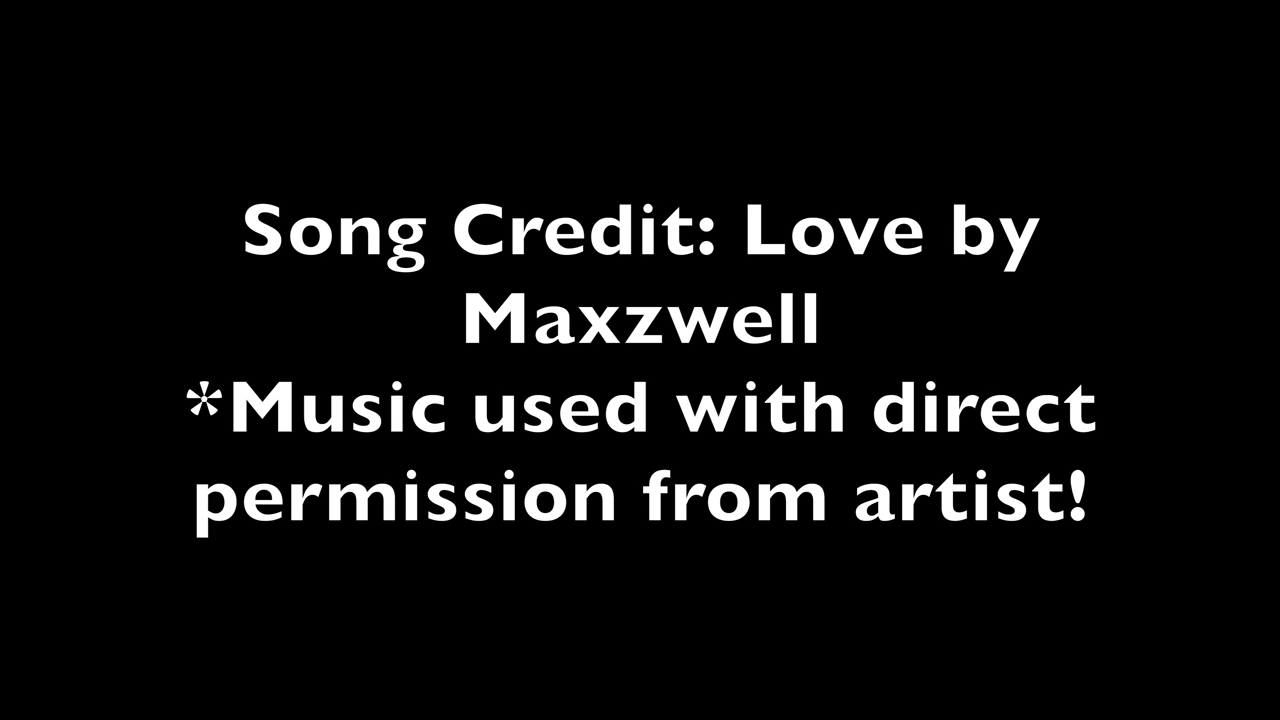 Song Credit: Love by
Maxzwell
*Music used with direct
permission from artist!